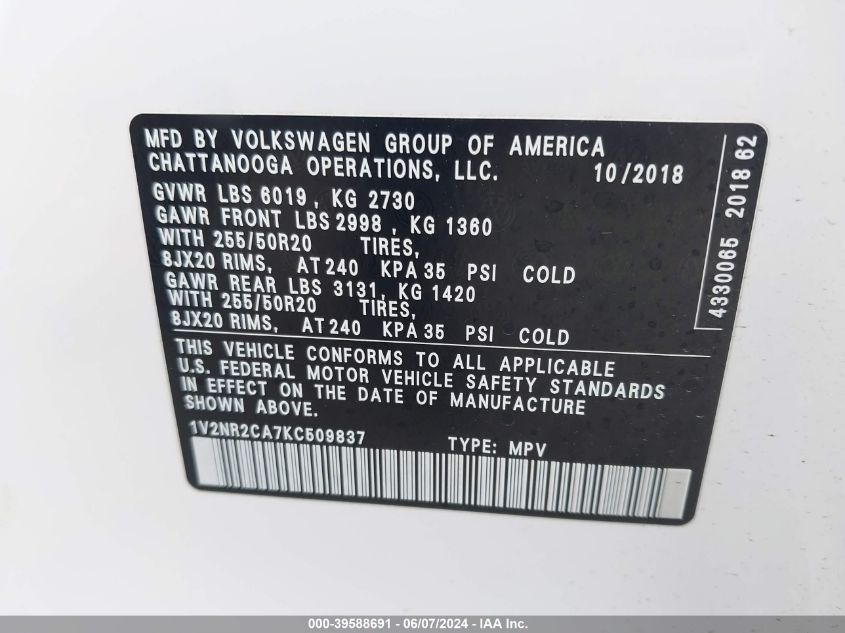 MFD BY VOLKSWAGEN GROUP OF AMERICA
CHATTANOOGA OPERATIONS, LLC. 10/2018
GVWR LBS 6019 , KG 2730
GAWR FRONT LBS 2998 , KG 1360
WITH 255/50R20 TIRES,
8JX20 RIMS, AT 240 KPA 35 PSI COLD
GAWR REAR LBS 3131, KG 1420
WITH 255/50R20 TIRES,
8JX20 RIMS, AT 240 KPA 35 PSI COLD
THIS VEHICLE CONFORMS TO ALL APPLICABLE
U.S. FEDERAL MOTOR VEHICLE SAFETY STANDARDS
IN EFFECT ON THE DATE OF MANUFACTURE
SHOWN ABOVE.
1V2NR2CA7KC509837 TYPE: MPV
4330065 2018 62
000-39588691 - 06/07/2024 - IAA Inc.